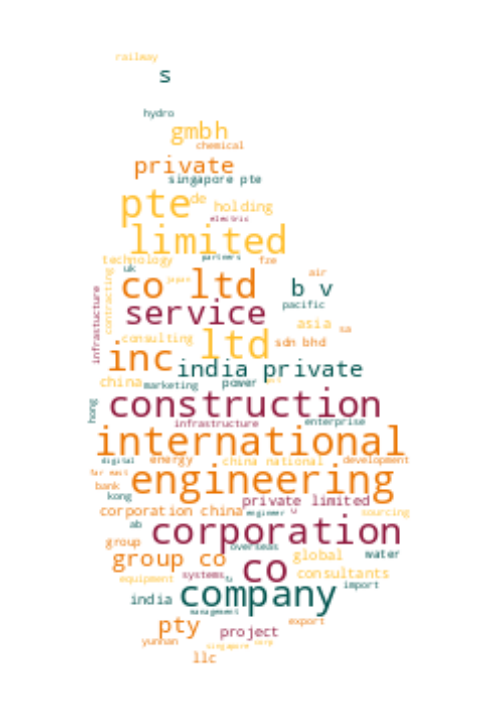 railway
s
hydro
gmbh
chemical
private
singapore pte
pte de holding
electric
limited
technology partners fze
uk air
co ltd japan b v
infrastucture contracting pacific
service asia sa
consulting ltd sdn bhd
inc india private
china marketing power
hong construction
infrastructure enterprise
international
digital energy china national development
far east
bank engineering
kong private limited
corporation china engineer u sourcing
ab corporation
group overseas
group co global water
co consultants
equipment systems import
india company
management
pty project export
yunnan singapore corp
llc